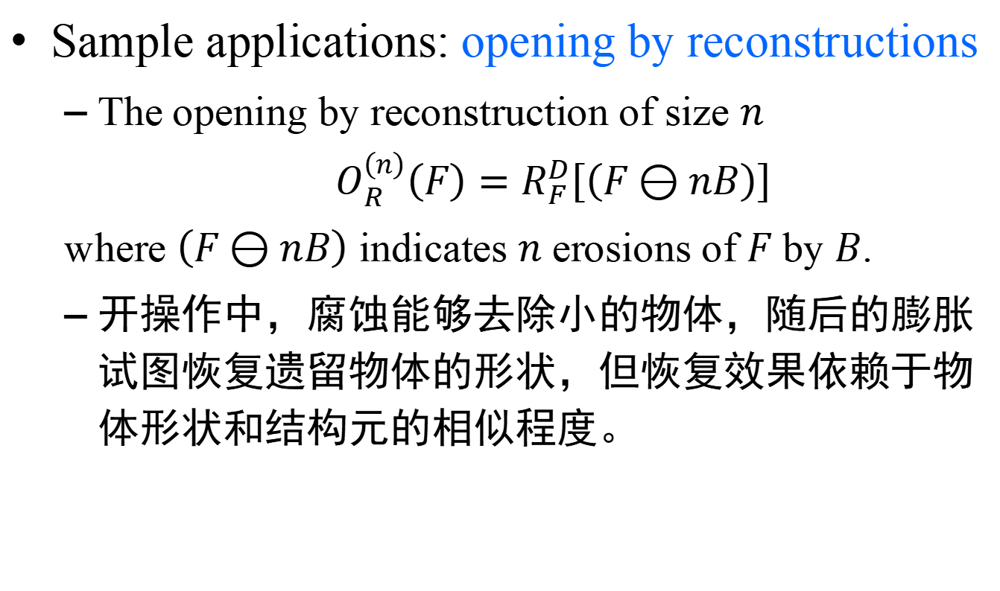 • Sample applications: opening by reconstructions
– The opening by reconstruction of size n
O_R^(n)(F) = R_F^D[(F ⊖ nB)]
where (F ⊖ nB) indicates n erosions of F by B.
– 开操作中，腐蚀能够去除小的物体，随后的膨胀
试图恢复遗留物体的形状，但恢复效果依赖于物
体形状和结构元的相似程度。